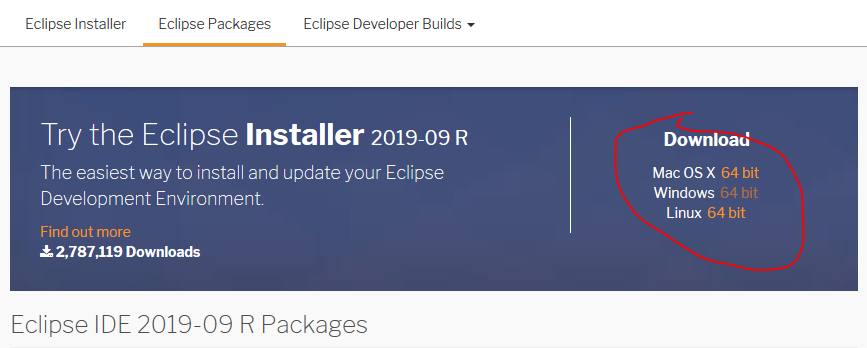 Eclipse Installer Eclipse Packages Eclipse Developer Builds
Try the Eclipse Installer 2019-09 R
The easiest way to install and update your Eclipse
Development Environment.
Find out more
2,787,119 Downloads
Download
Mac OS X 64 bit
Windows 64 bit
Linux 64 bit
Eclipse IDE 2019-09 R Packages